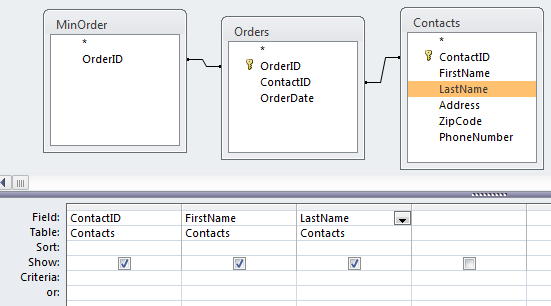 MinOrder
*
OrderID
Orders
*
OrderID
ContactID
OrderDate
Contacts
*
ContactID
FirstName
LastName
Address
ZipCode
PhoneNumber
Field: ContactID FirstName LastName
Table: Contacts Contacts Contacts
Sort:
Show:
Criteria:
or: